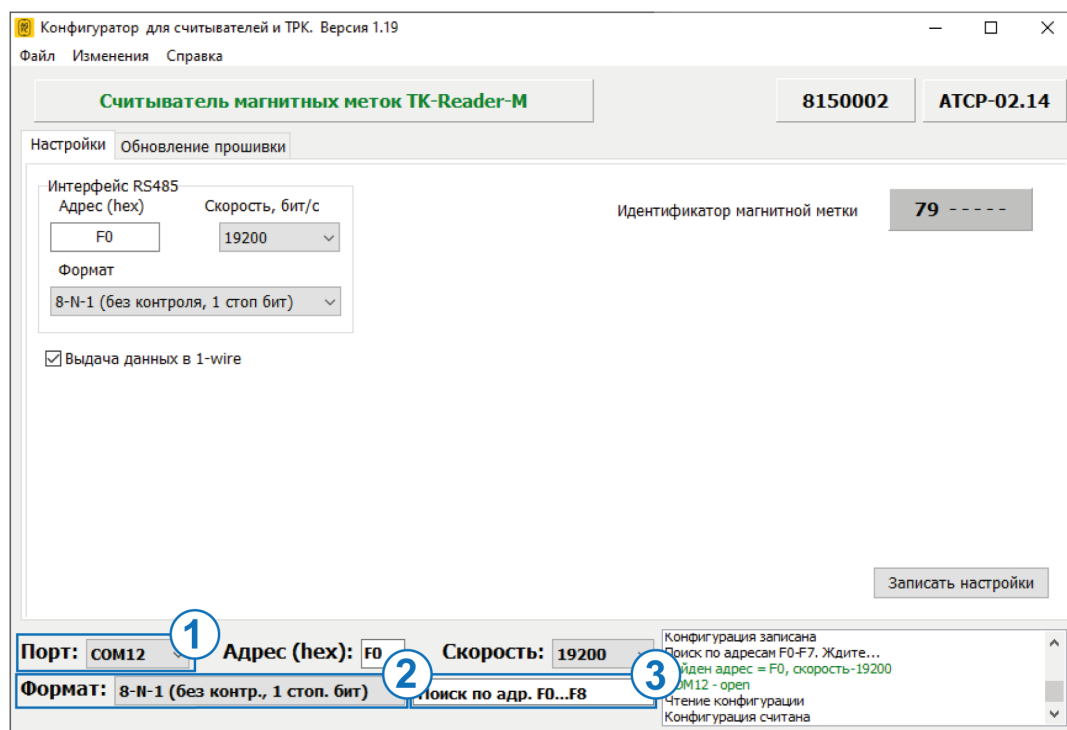 Конфигуратор для считывателей и ТРК. Версия 1.19
Файл Изменения Справка
Считыватель магнитных меток TK-Reader-M
8150002
ATCP-02.14
Настройки
Обновление прошивки
Интерфейс RS485
Адрес (hex)
Скорость, бит/с
F0
19200
Формат
8-N-1 (без контроля, 1 стоп бит)
Идентификатор магнитной метки
79 -----
Выдача данных в 1-wire
Записать настройки
1
Порт: COM12
Адрес (hex): F0
Скорость: 19200
2
3
Формат: 8-N-1 (без контр., 1 стоп. бит)
Поиск по адр. F0...F8
Конфигурация записана
Поиск по адресам F0-F7. Ждите...
адрес = F0, скорость-19200
- open
Чтение конфигурации
Конфигурация считана